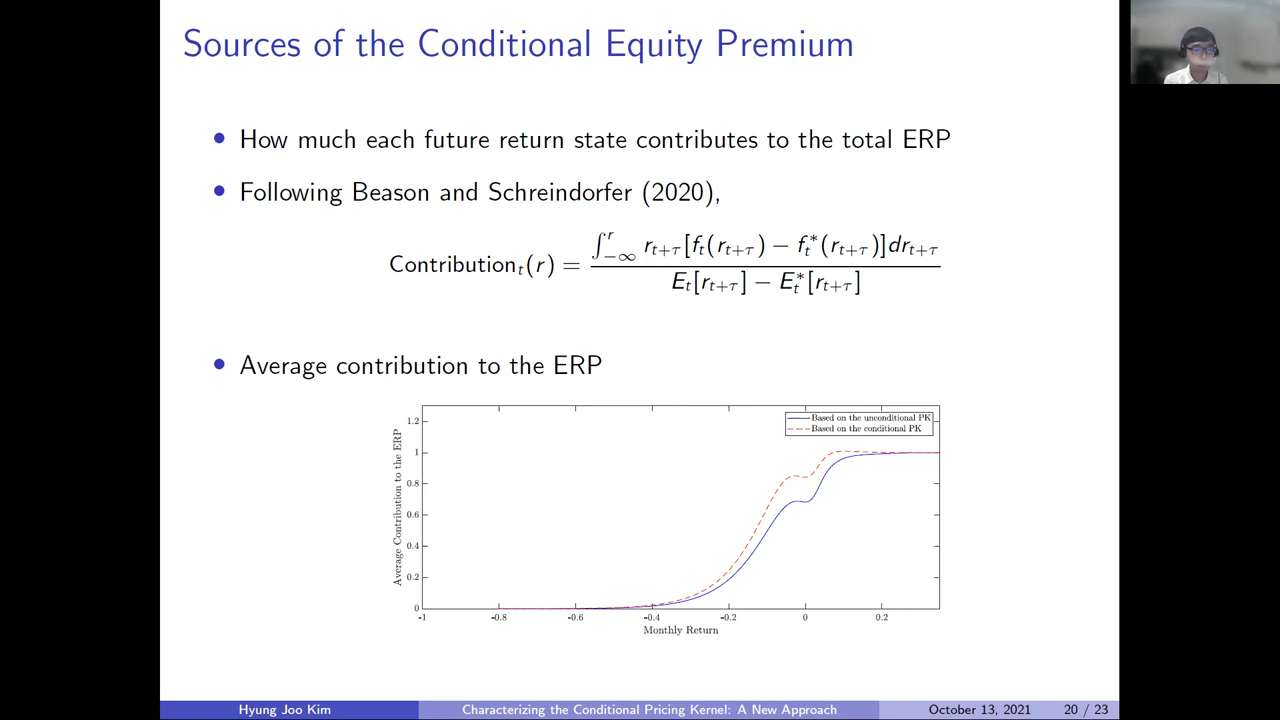 Sources of the Conditional Equity Premium
• How much each future return state contributes to the total ERP
• Following Beason and Schreindorfer (2020),
Contribution_t(r) = ∫_{−∞}^{r} r_{t+τ}[f_t(r_{t+τ}) − f_t^*(r_{t+τ})]dr_{t+τ} / E_t[r_{t+τ}] − E_t^*[r_{t+τ}]
• Average contribution to the ERP
Average Contribution to the ERP
1.2
1
0.8
0.6
0.4
0.2
0
Based on the unconditional PK
Based on the conditional PK
-1 -0.8 -0.6 -0.4 -0.2 0 0.2
Monthly Return
Hyung Joo Kim Characterizing the Conditional Pricing Kernel: A New Approach October 13, 2021 20 / 23